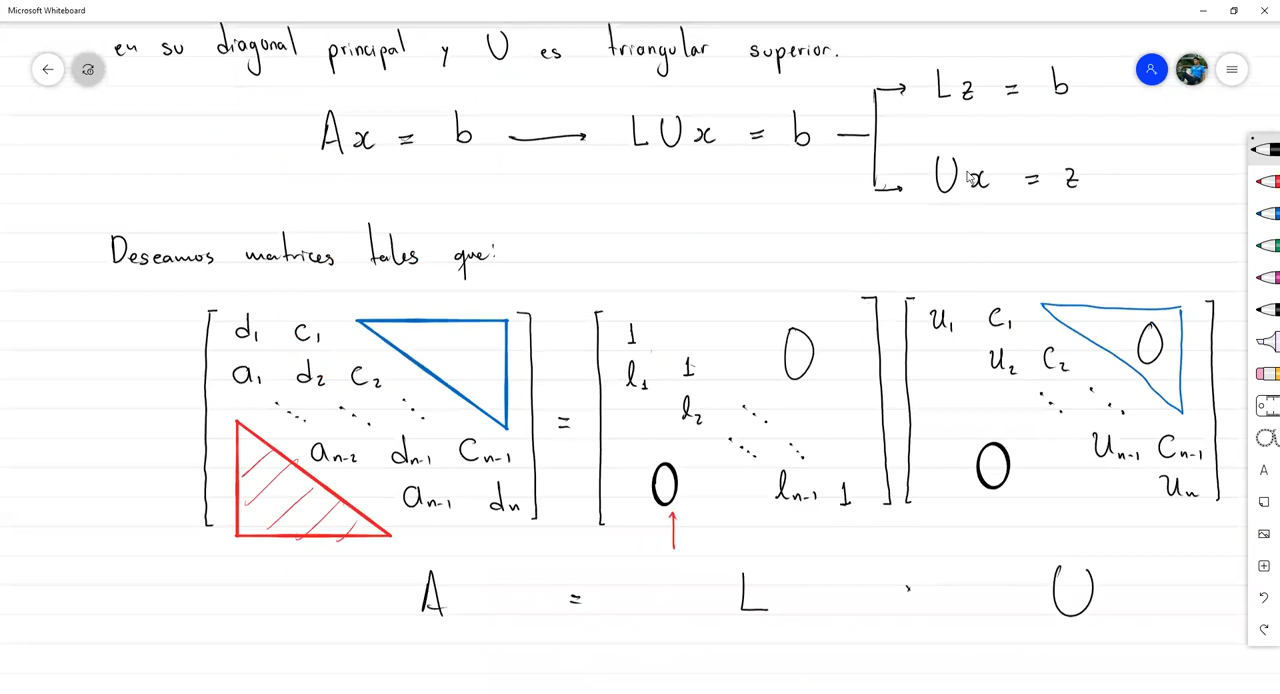 Microsoft Whiteboard
en su diagonal principal y U es triangular superior.
Ax = b → LUx = b → Lz = b
→ Ux = z
Deseamos matrices tales que:
d₁ c₁ = 1 0 u₁ c₁ 0
a₁ d₂ c₂ l₁ 1 u₂ c₂
⋱ ⋱ ⋱ l₂ ⋱ ⋱ ⋱
aₙ₋₂ dₙ₋₁ cₙ₋₁ ⋱ ⋱ 0 uₙ₋₁ cₙ₋₁
aₙ₋₁ dₙ 0 lₙ₋₁ 1 uₙ
A = L · U